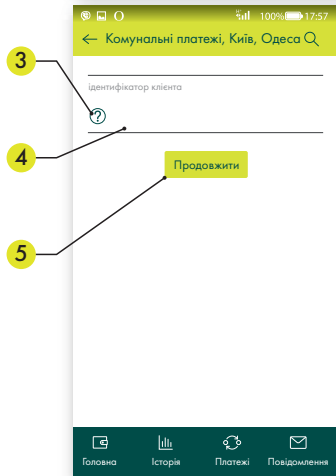 100% 17:57
Комунальні платежі, Київ, Одеса
ідентифікатор клієнта
3
?
4
Продовжити
5
Головна Історія Платежі Повідомлення